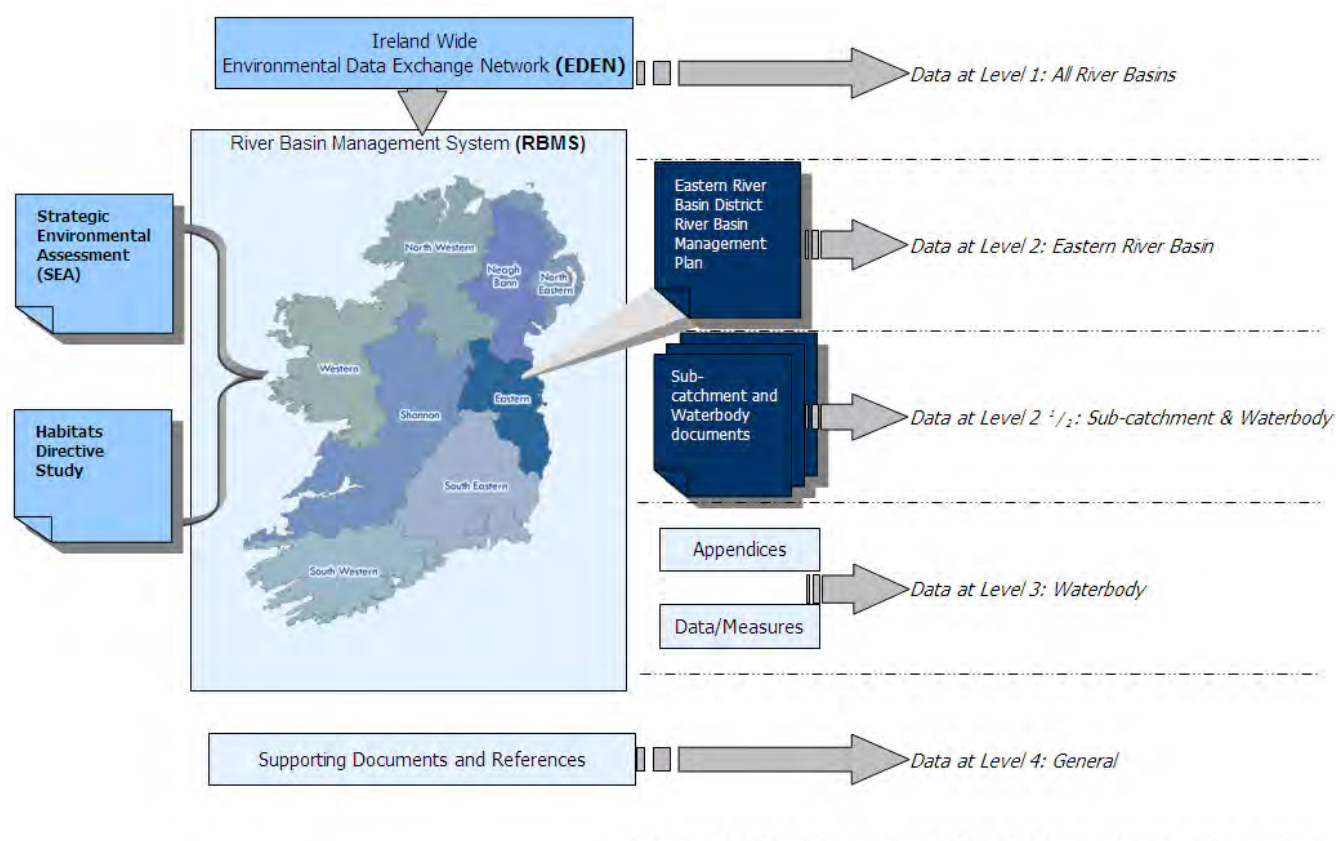 Ireland Wide
Environmental Data Exchange Network (EDEN)
Data at Level 1: All River Basins
River Basin Management System (RBMS)
Strategic
Environmental
Assessment
(SEA)
Habitats
Directive
Study
North Western
Neagh
Bann
North
Eastern
Western
Shannon
Eastern
South Eastern
South Western
Eastern River
Basin District
River Basin
Management
Plan
Data at Level 2: Eastern River Basin
Sub-
catchment and
Waterbody
documents
Data at Level 2 ¹/₂: Sub-catchment & Waterbody
Appendices
Data/Measures
Data at Level 3: Waterbody
Supporting Documents and References
Data at Level 4: General